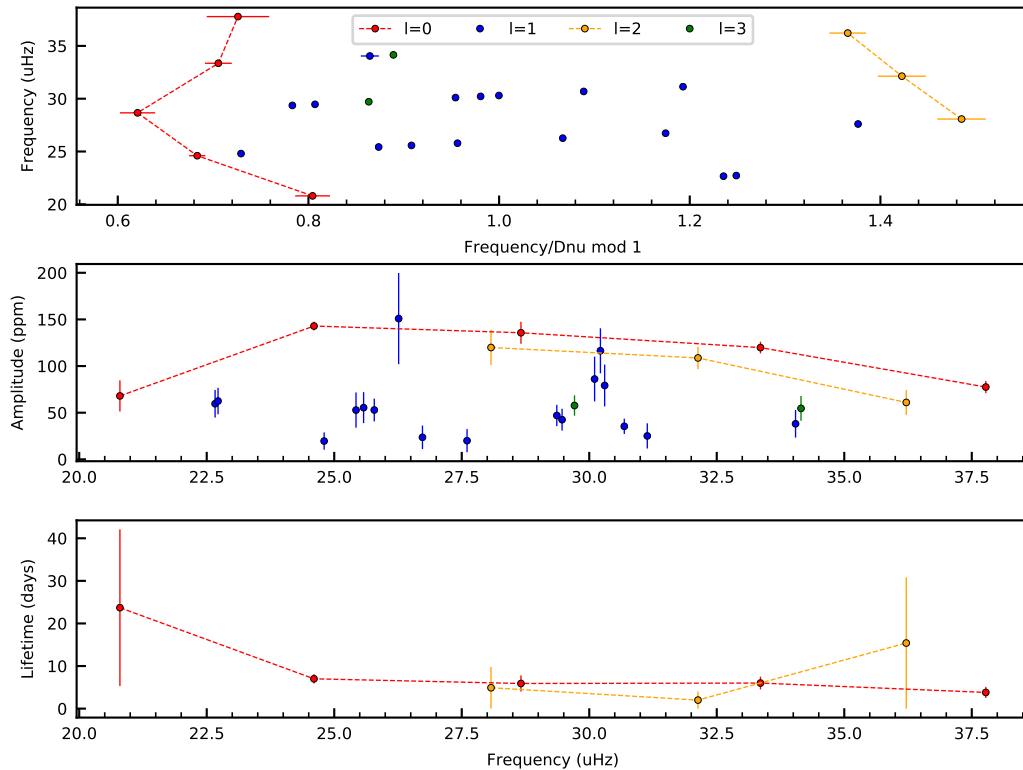 l=0 l=1 l=2 l=3
Frequency (uHz)
35
30
25
20
0.6 0.8 1.0 1.2 1.4
Frequency/Dnu mod 1
Amplitude (ppm)
200
150
100
50
0
20.0 22.5 25.0 27.5 30.0 32.5 35.0 37.5
Lifetime (days)
40
30
20
10
0
20.0 22.5 25.0 27.5 30.0 32.5 35.0 37.5
Frequency (uHz)